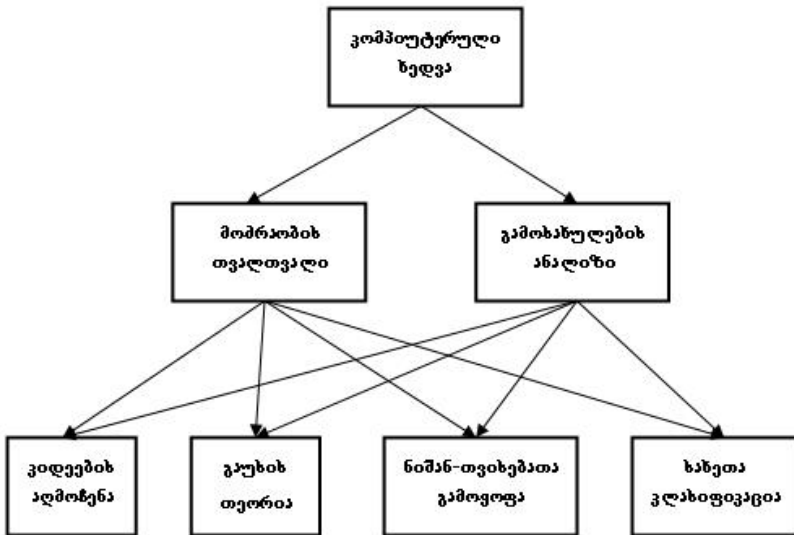 კომპიუტერული
ხედვა
მოძრაობის
თვალთვალი
გამოსახულების
ანალიზი
კიდეების
აღმოჩენა
გაუსის
თეორია
ნიშან-თვისებათა
გამოყოფა
სახეთა
კლასიფიკაცია